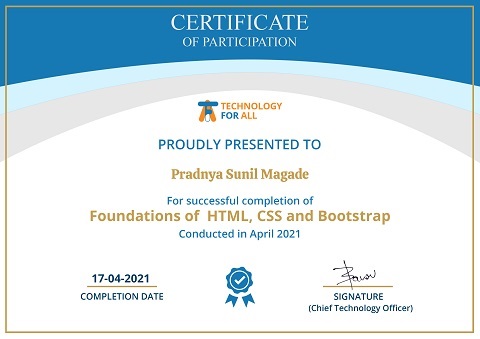 CERTIFICATE
OF PARTICIPATION
TECHNOLOGY
FOR ALL
PROUDLY PRESENTED TO
Pradnya Sunil Magade
For successful completion of
Foundations of HTML, CSS and Bootstrap
Conducted in April 2021
17-04-2021
COMPLETION DATE
SIGNATURE
(Chief Technology Officer)